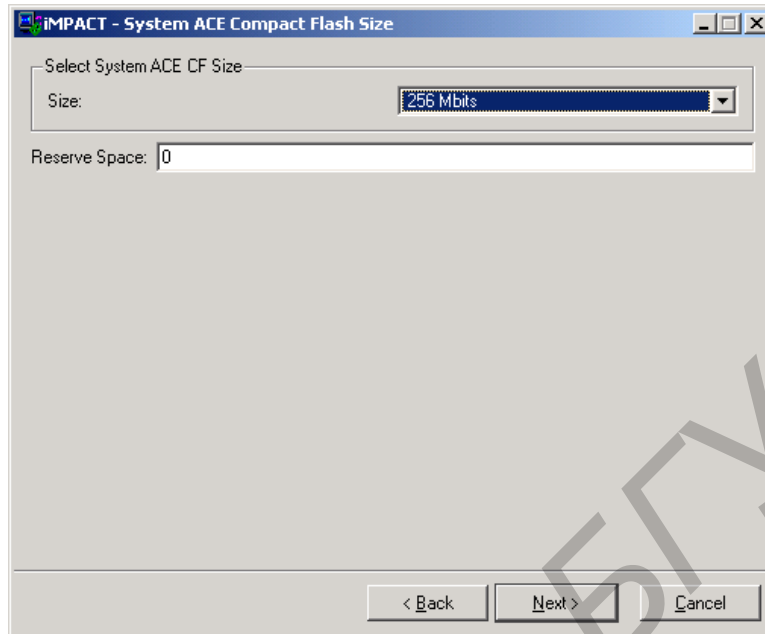 iMPACT - System ACE Compact Flash Size
Select System ACE CF Size
Size: 256 Mbits
Reserve Space: 0
< Back Next > Cancel
БГУ